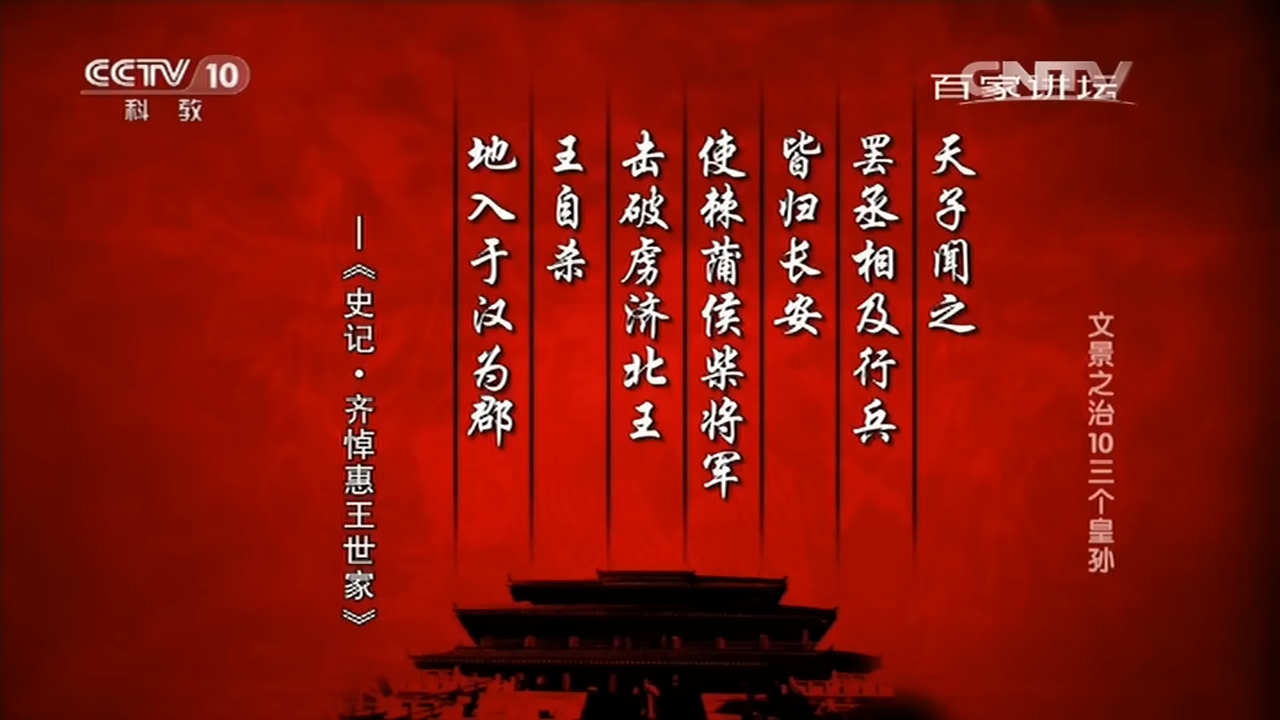 CCTV 10
科 教
CNTV
百家讲坛
天子闻之
罢丞相及行兵
皆归长安
使棘蒲侯柴将军
击破虏济北王
王自杀
地入于汉为郡
—《史记·齐悼惠王世家》
文景之治10三个皇孙